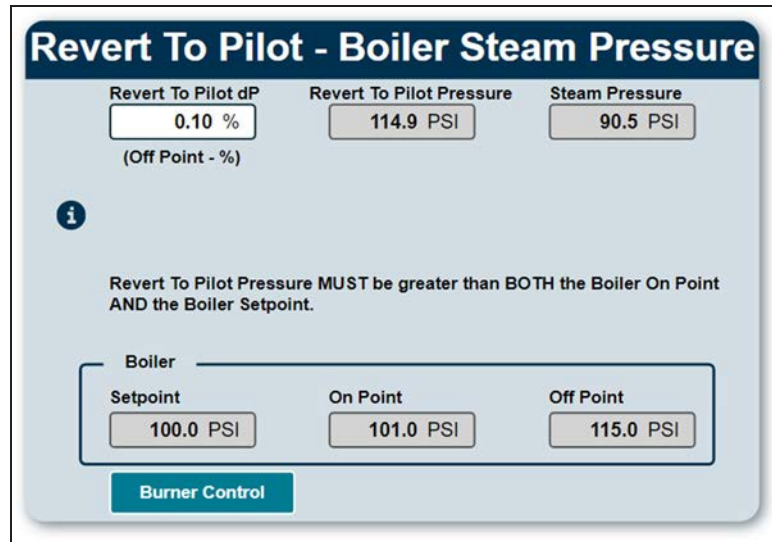 Revert To Pilot - Boiler Steam Pressure
Revert To Pilot dP Revert To Pilot Pressure Steam Pressure
0.10 % 114.9 PSI 90.5 PSI
(Off Point - %)
i
Revert To Pilot Pressure MUST be greater than BOTH the Boiler On Point
AND the Boiler Setpoint.
Boiler
Setpoint On Point Off Point
100.0 PSI 101.0 PSI 115.0 PSI
Burner Control